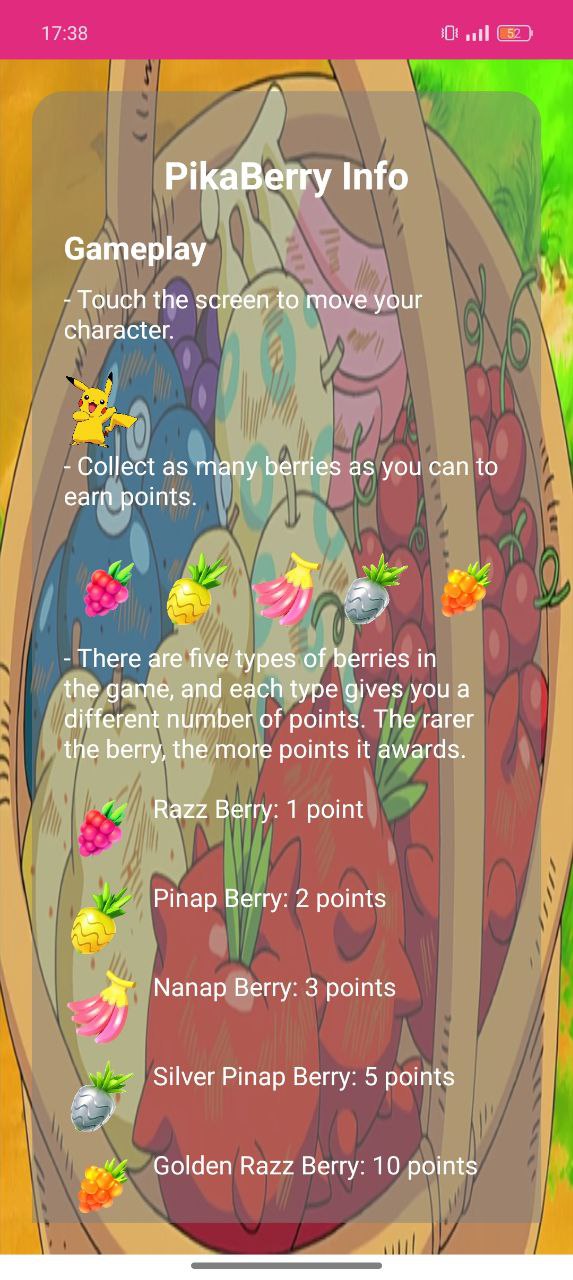 17:38
52
PikaBerry Info
Gameplay
- Touch the screen to move your
character.
- Collect as many berries as you can to
earn points.
- There are five types of berries in
the game, and each type gives you a
different number of points. The rarer
the berry, the more points it awards.
Razz Berry: 1 point
Pinap Berry: 2 points
Nanap Berry: 3 points
Silver Pinap Berry: 5 points
Golden Razz Berry: 10 points